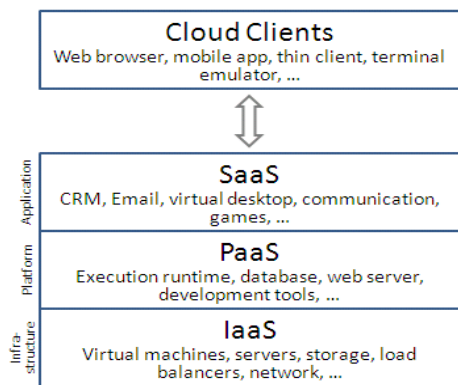 Cloud Clients
Web browser, mobile app, thin client, terminal
emulator, ...
Application
SaaS
CRM, Email, virtual desktop, communication,
games, ...
Platform
PaaS
Execution runtime, database, web server,
development tools, ...
Infra-
structure
IaaS
Virtual machines, servers, storage, load
balancers, network, ...